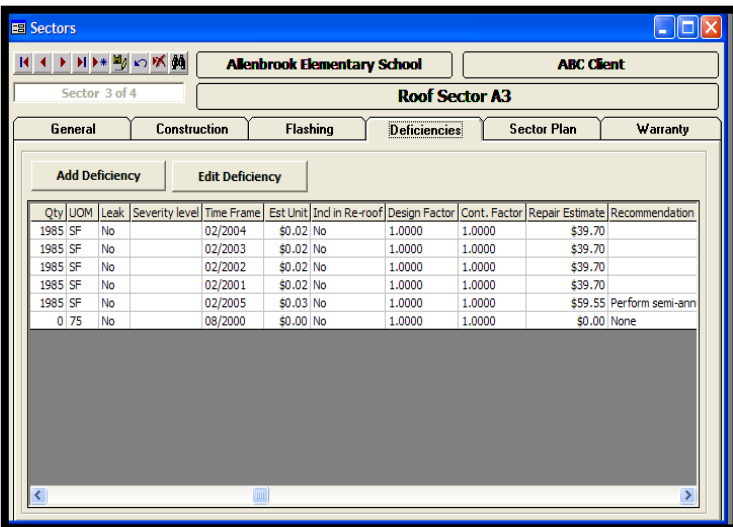 Sectors
Allenbrook Elementary School ABC Client
Sector 3 of 4 Roof Sector A3
General Construction Flashing Deficiencies Sector Plan Warranty
Add Deficiency Edit Deficiency
Qty UOM Leak Severity level Time Frame Est Unit Incl in Re-roof Design Factor Cont. Factor Repair Estimate Recommendation
1985 SF No 02/2004 $0.02 No 1.0000 1.0000 $39.70
1985 SF No 02/2003 $0.02 No 1.0000 1.0000 $39.70
1985 SF No 02/2002 $0.02 No 1.0000 1.0000 $39.70
1985 SF No 02/2001 $0.02 No 1.0000 1.0000 $39.70
1985 SF No 02/2005 $0.03 No 1.0000 1.0000 $59.55 Perform semi-ann
0 75 No 08/2000 $0.00 No 1.0000 1.0000 $0.00 None